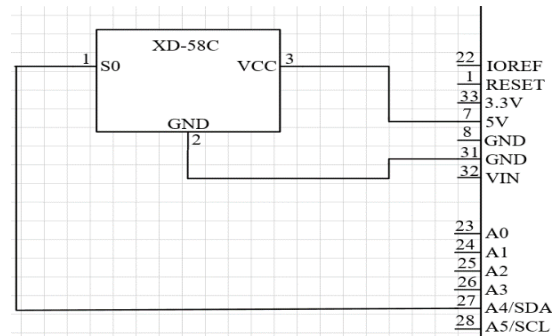 XD-58C
1 S0 VCC 3
GND
2
22 IOREF
1 RESET
33 3.3V
7 5V
8 GND
31 GND
32 VIN
23 A0
24 A1
25 A2
26 A3
27 A4/SDA
28 A5/SCL